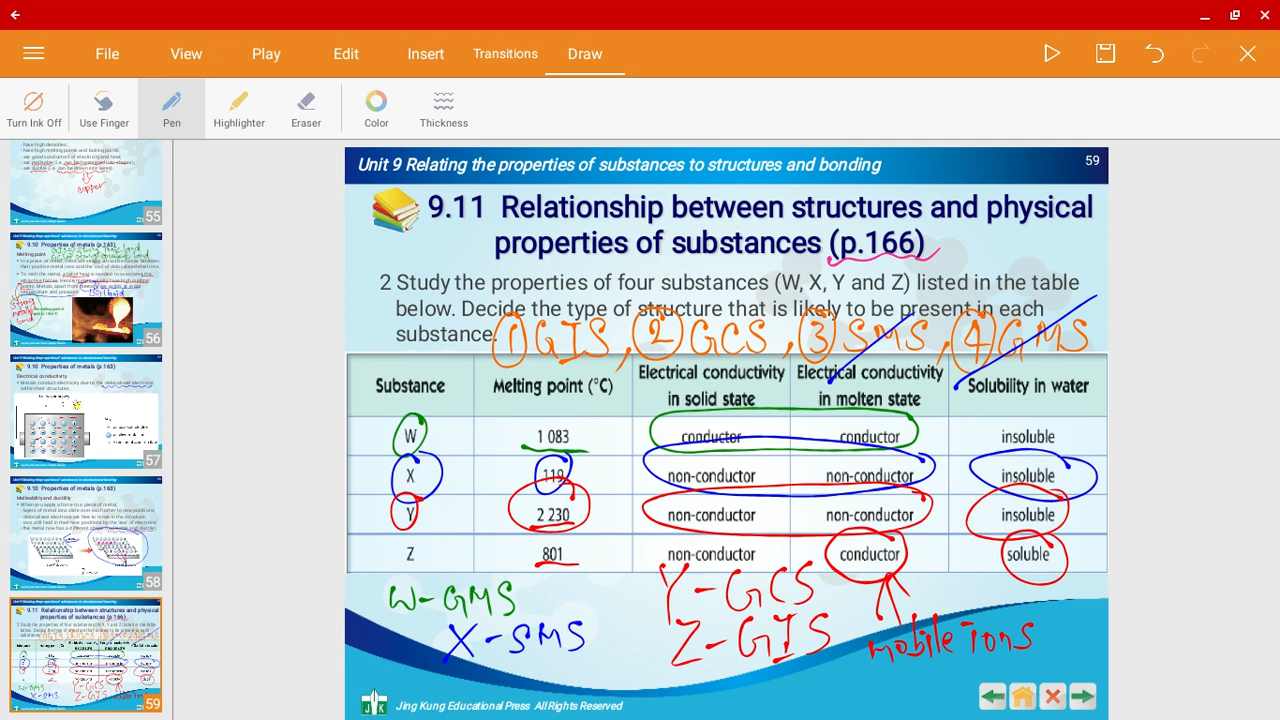 File View Play Edit Insert Transitions Draw
Turn Ink Off Use Finger Pen Highlighter Eraser Color Thickness
55
56
57
58
59
Unit 9 Relating the properties of substances to structures and bonding 59
9.11 Relationship between structures and physical
properties of substances (p.166)
2 Study the properties of four substances (W, X, Y and Z) listed in the table
below. Decide the type of structure that is likely to be present in each
substance.
① GIS, ② GCS, ③ SMS, ④ GMS
Substance Melting point (°C) Electrical conductivity in solid state Electrical conductivity in molten state Solubility in water
W 1 083 conductor conductor insoluble
X 119 non-conductor non-conductor insoluble
Y 2 230 non-conductor non-conductor insoluble
Z 801 non-conductor conductor soluble
W-GMS
X-SMS
Y-GCS
Z-GIS
mobile ions
Jing Kung Educational Press All Rights Reserved